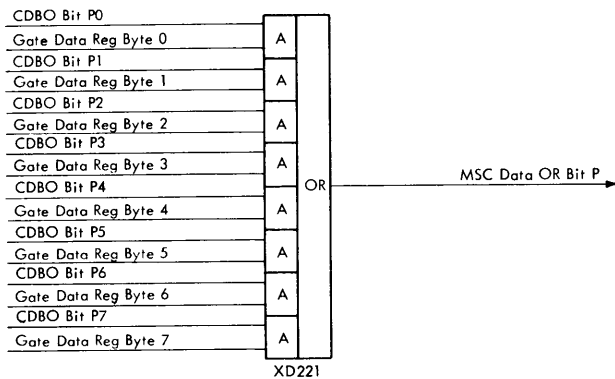 CDBO Bit P0
Gate Data Reg Byte 0
A
CDBO Bit P1
Gate Data Reg Byte 1
A
CDBO Bit P2
Gate Data Reg Byte 2
A
CDBO Bit P3
Gate Data Reg Byte 3
A
CDBO Bit P4
Gate Data Reg Byte 4
A
CDBO Bit P5
Gate Data Reg Byte 5
A
CDBO Bit P6
Gate Data Reg Byte 6
A
CDBO Bit P7
Gate Data Reg Byte 7
A
OR
MSC Data OR Bit P
XD221